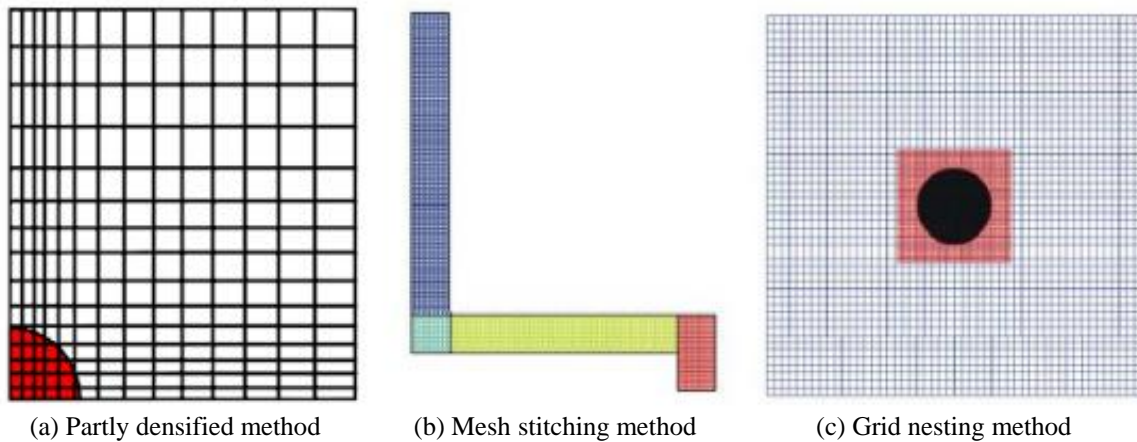 (a) Partly densified method
(b) Mesh stitching method
(c) Grid nesting method